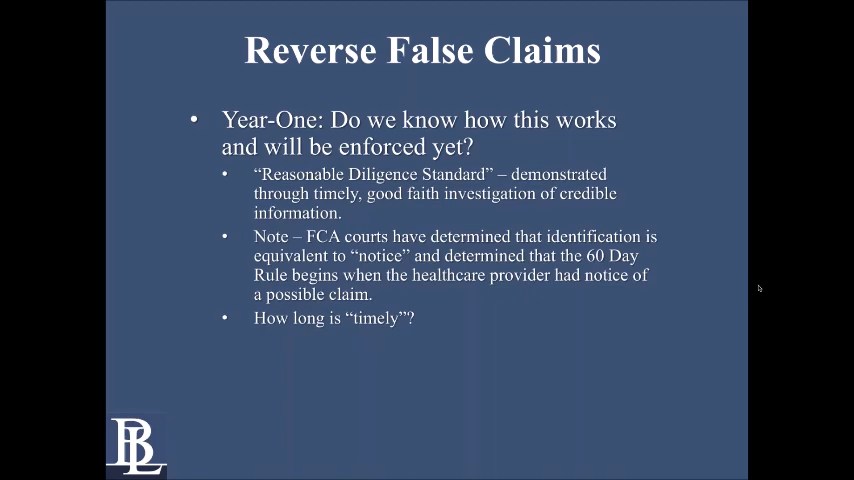 Reverse False Claims
• Year-One: Do we know how this works
and will be enforced yet?
• “Reasonable Diligence Standard” – demonstrated
through timely, good faith investigation of credible
information.
• Note – FCA courts have determined that identification is
equivalent to “notice” and determined that the 60 Day
Rule begins when the healthcare provider had notice of
a possible claim.
• How long is “timely”?
BL